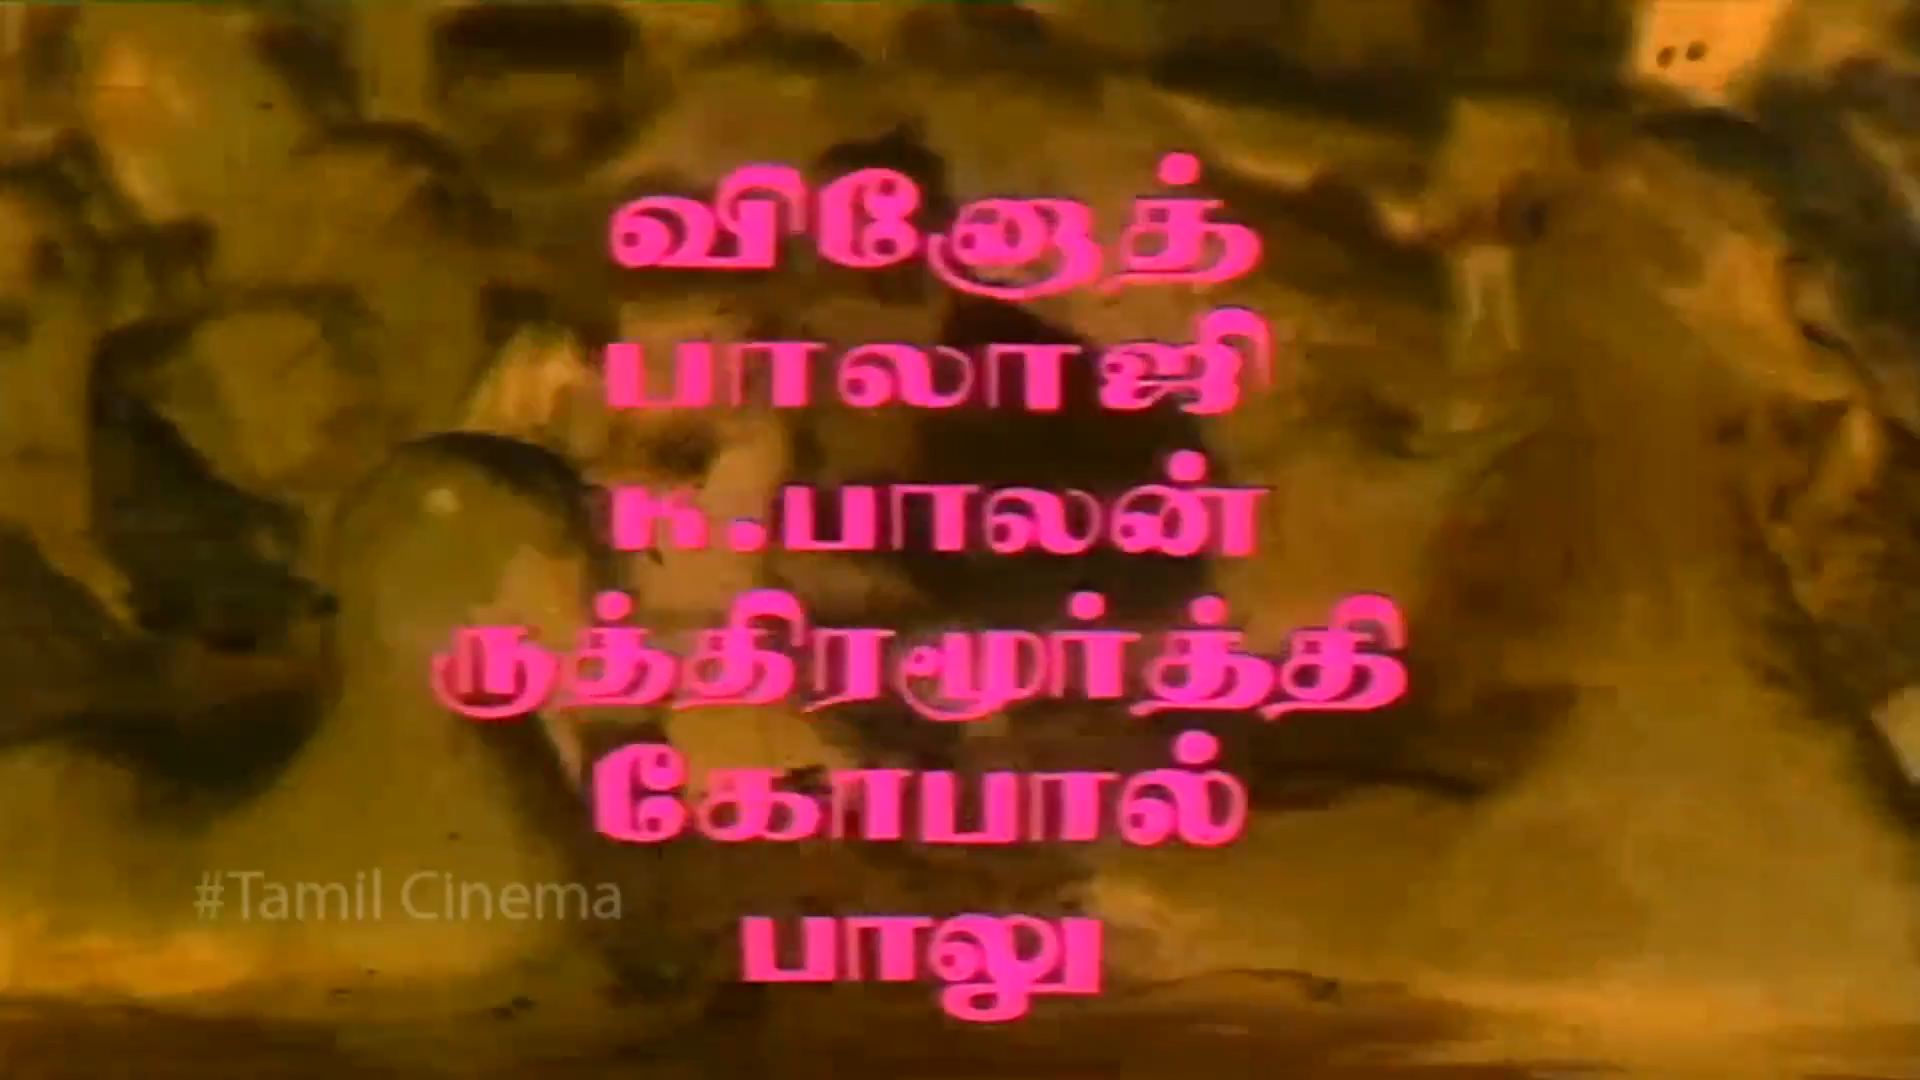 வினோத்
பாலாஜி
K.பாலன்
ருத்திரமூர்த்தி
கோபால்
#Tamil Cinema
பாலு